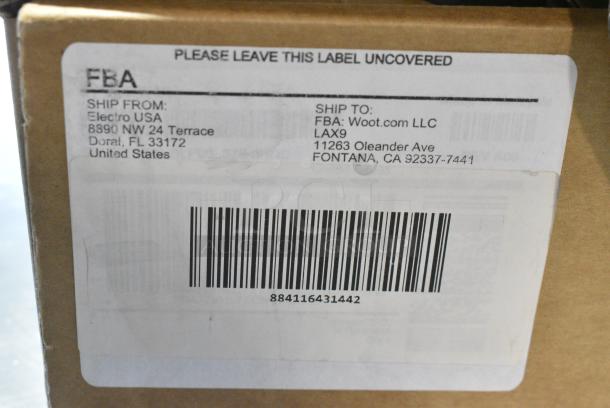 PLEASE LEAVE THIS LABEL UNCOVERED
FBA
SHIP FROM:
Electro USA
8890 NW 24 Terrace
Doral, FL 33172
United States
SHIP TO:
FBA: Woot.com LLC
LAX9
11263 Oleander Ave
FONTANA, CA 92337-7441
884116431442